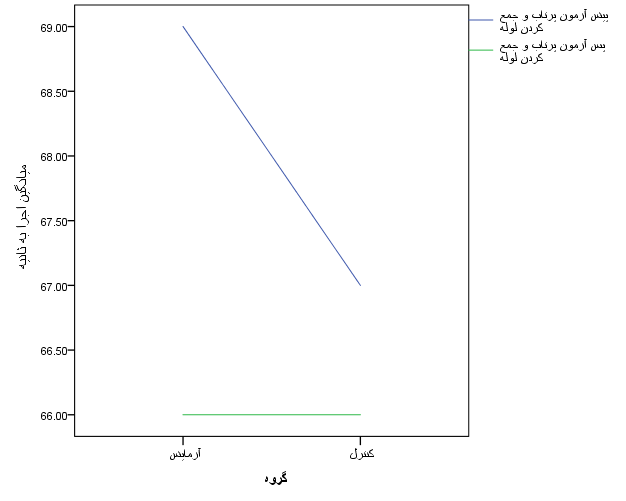 پیش آزمون پرتاب و جمع
کردن لوله
پس آزمون پرتاب و جمع
کردن لوله
میانگین اجرا به ثانیه
69.00
68.50
68.00
67.50
67.00
66.50
66.00
آزمایش
کنترل
گروه